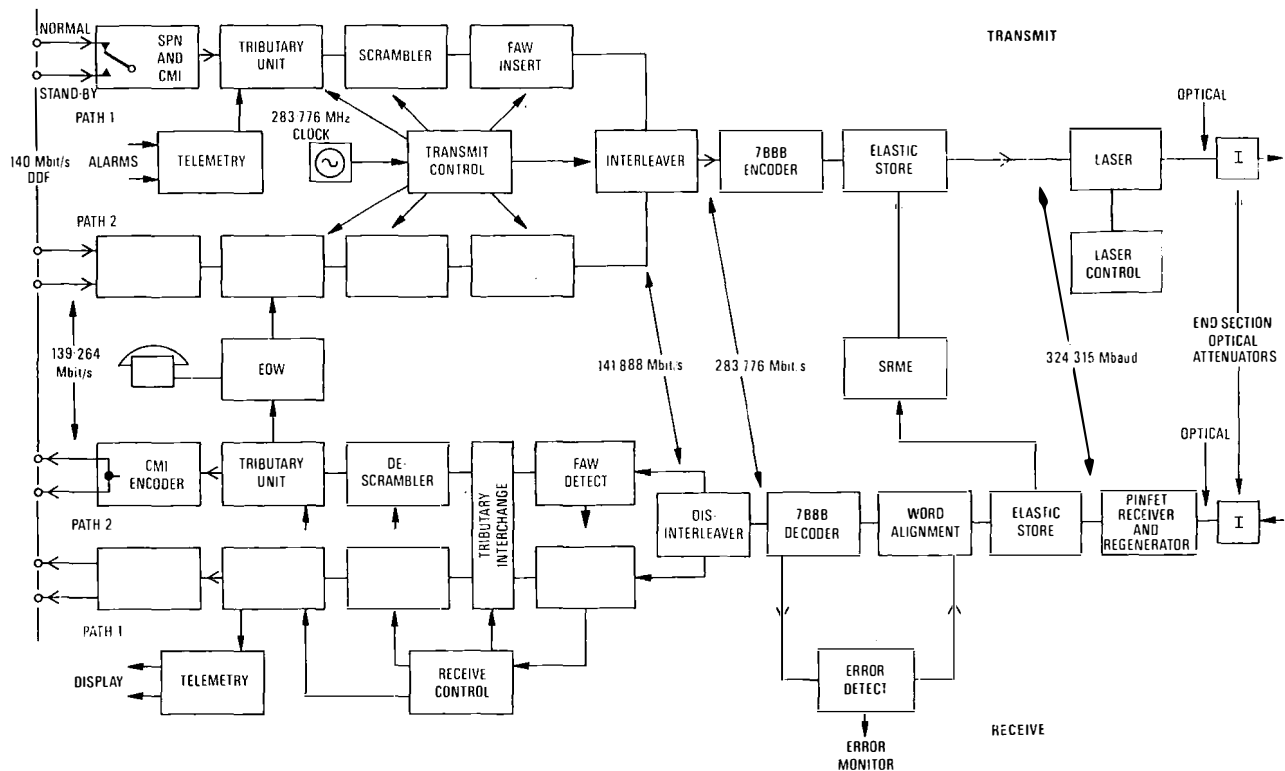 NORMAL
STAND-BY
PATH 1
SPN
AND
CMI
TRIBUTARY
UNIT
SCRAMBLER
FAW
INSERT
TRANSMIT
OPTICAL
140 Mbit/s
DDF
ALARMS
TELEMETRY
283·776 MHz
CLOCK
TRANSMIT
CONTROL
INTERLEAVER
7B8B
ENCODER
ELASTIC
STORE
LASER
I
LASER
CONTROL
PATH 2
139·264
Mbit/s
EOW
141 888 Mbit/s
283 776 Mbit/s
SRME
324 315 Mbaud
END SECTION
OPTICAL
ATTENUATORS
OPTICAL
CMI
ENCODER
TRIBUTARY
UNIT
DE-
SCRAMBLER
TRIBUTARY
INTERCHANGE
FAW
DETECT
DIS-
INTERLEAVER
7B8B
DECODER
WORD
ALIGNMENT
ELASTIC
STORE
PINFET
RECEIVER
AND
REGENERATOR
I
PATH 2
PATH 1
DISPLAY
TELEMETRY
RECEIVE
CONTROL
ERROR
DETECT
ERROR
MONITOR
RECEIVE